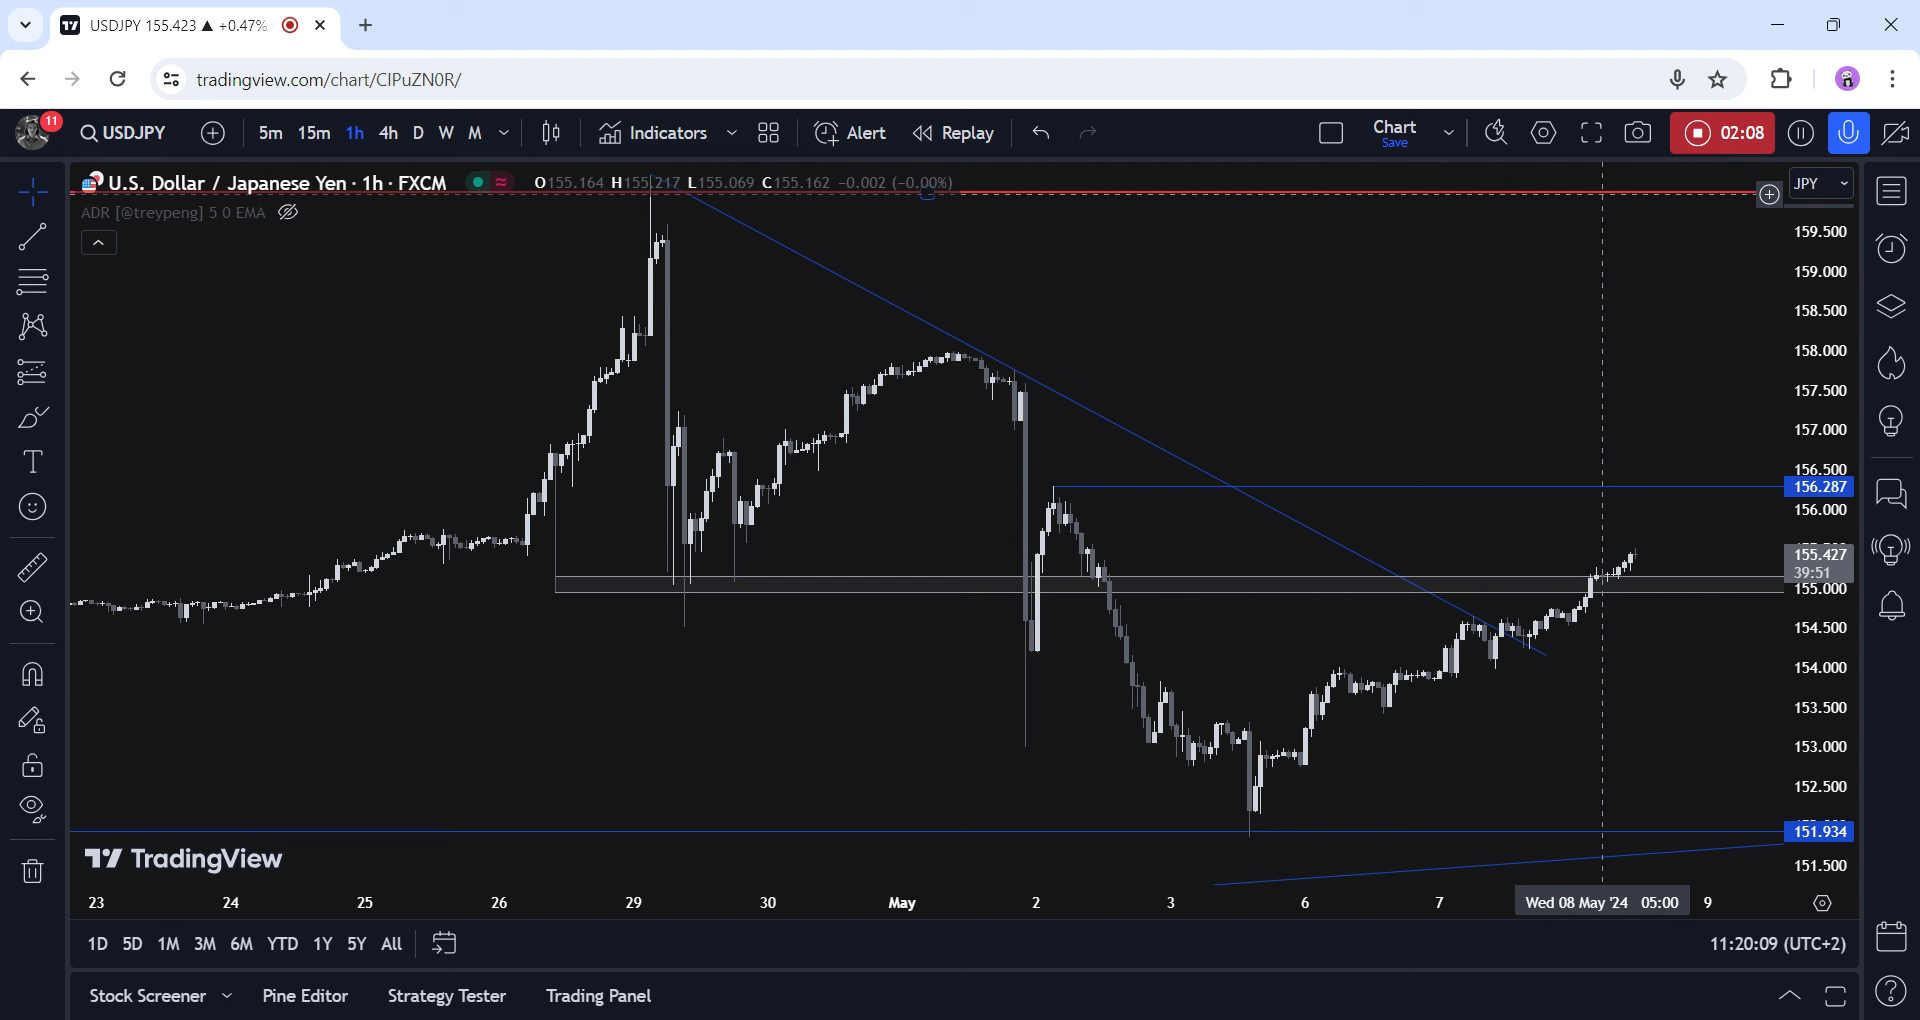 USDJPY 155.423 ▲ +0.47%
tradingview.com/chart/CIPuZN0R/
11
USDJPY
5m 15m 1h 4h D W M
Indicators
Alert
Replay
Chart
Save
02:08
U.S. Dollar / Japanese Yen · 1h · FXCM
O155.164 H155.217 L155.069 C155.162 -0.002 (-0.00%)
JPY
ADR [@treypeng] 5 0 EMA
159.500
159.000
158.500
158.000
157.500
157.000
156.500
156.287
156.000
155.427
39:51
155.000
154.500
154.000
153.500
153.000
152.500
151.934
151.500
TradingView
23 24 25 26 29 30 May 2 3 6 7 Wed 08 May '24 05:00 9
1D 5D 1M 3M 6M YTD 1Y 5Y All
11:20:09 (UTC+2)
Stock Screener Pine Editor Strategy Tester Trading Panel